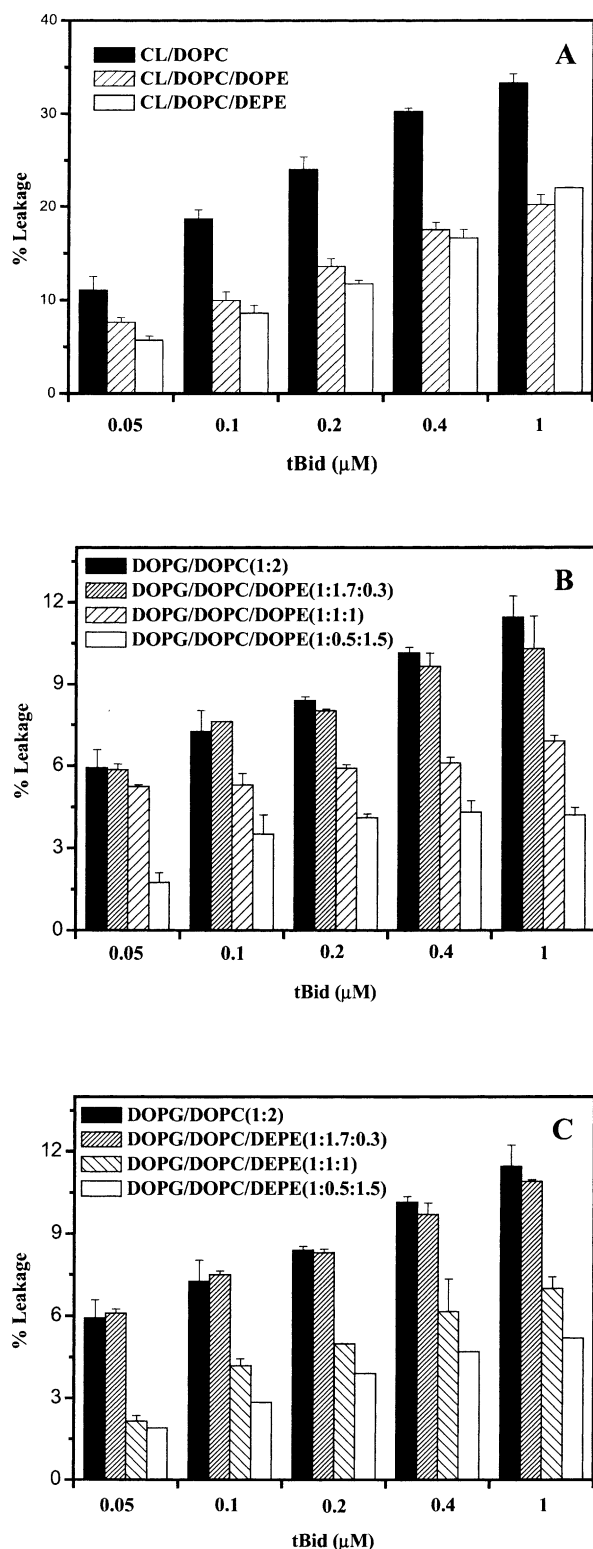 A
CL/DOPC
CL/DOPC/DOPE
CL/DOPC/DEPE
% Leakage
40
30
20
10
0
0.05 0.1 0.2 0.4 1
tBid (μM)
B
DOPG/DOPC(1:2)
DOPG/DOPC/DOPE(1:1.7:0.3)
DOPG/DOPC/DOPE(1:1:1)
DOPG/DOPC/DOPE(1:0.5:1.5)
% Leakage
12
9
6
3
0
0.05 0.1 0.2 0.4 1
tBid (μM)
C
DOPG/DOPC(1:2)
DOPG/DOPC/DEPE(1:1.7:0.3)
DOPG/DOPC/DEPE(1:1:1)
DOPG/DOPC/DEPE(1:0.5:1.5)
% Leakage
12
9
6
3
0
0.05 0.1 0.2 0.4 1
tBid (μM)